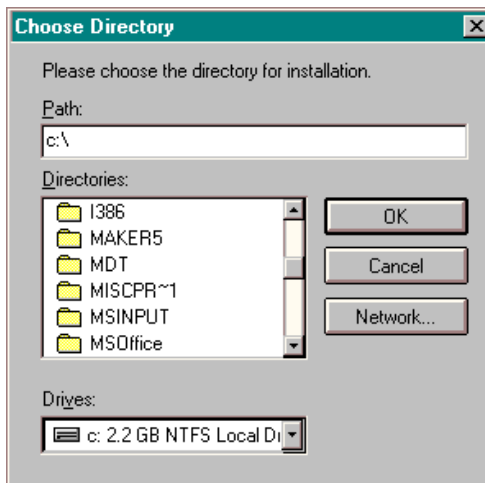 Choose Directory
Please choose the directory for installation.
Path:
c:\
Directories:
I386
MAKER5
MDT
MISCPR~1
MSINPUT
MSOffice
OK
Cancel
Network...
Drives:
c: 2.2 GB NTFS Local